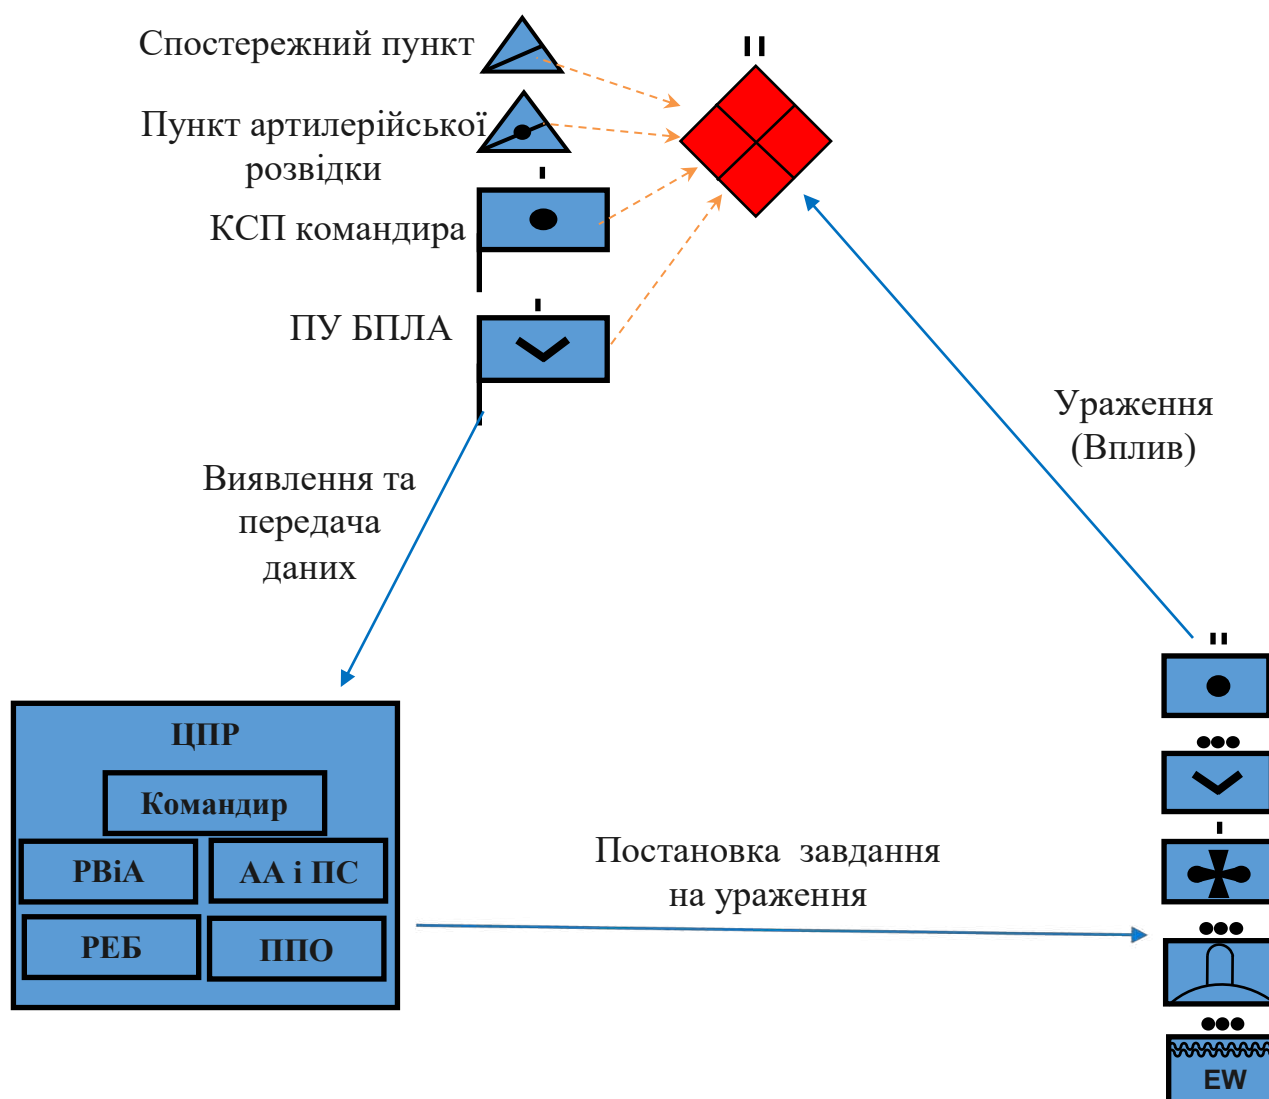 Спостережний пункт
Пункт артилерійської
розвідки
КСП командира
ПУ БПЛА
Ураження
(Вплив)
Виявлення та
передача
даних
ЦПР
Командир
РВіА
АА і ПС
РЕБ
ППО
Постановка завдання
на ураження
EW